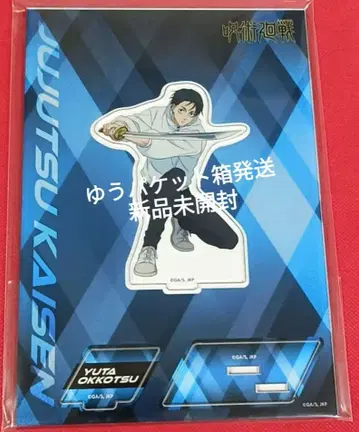 呪術廻戦
JUJUTSU KAISEN
ゆうパケット箱発送
新品未開封
©GA/S, JKP
YUTA
OKKOTSU
©GA/S, JKP
©GA/S, JKP